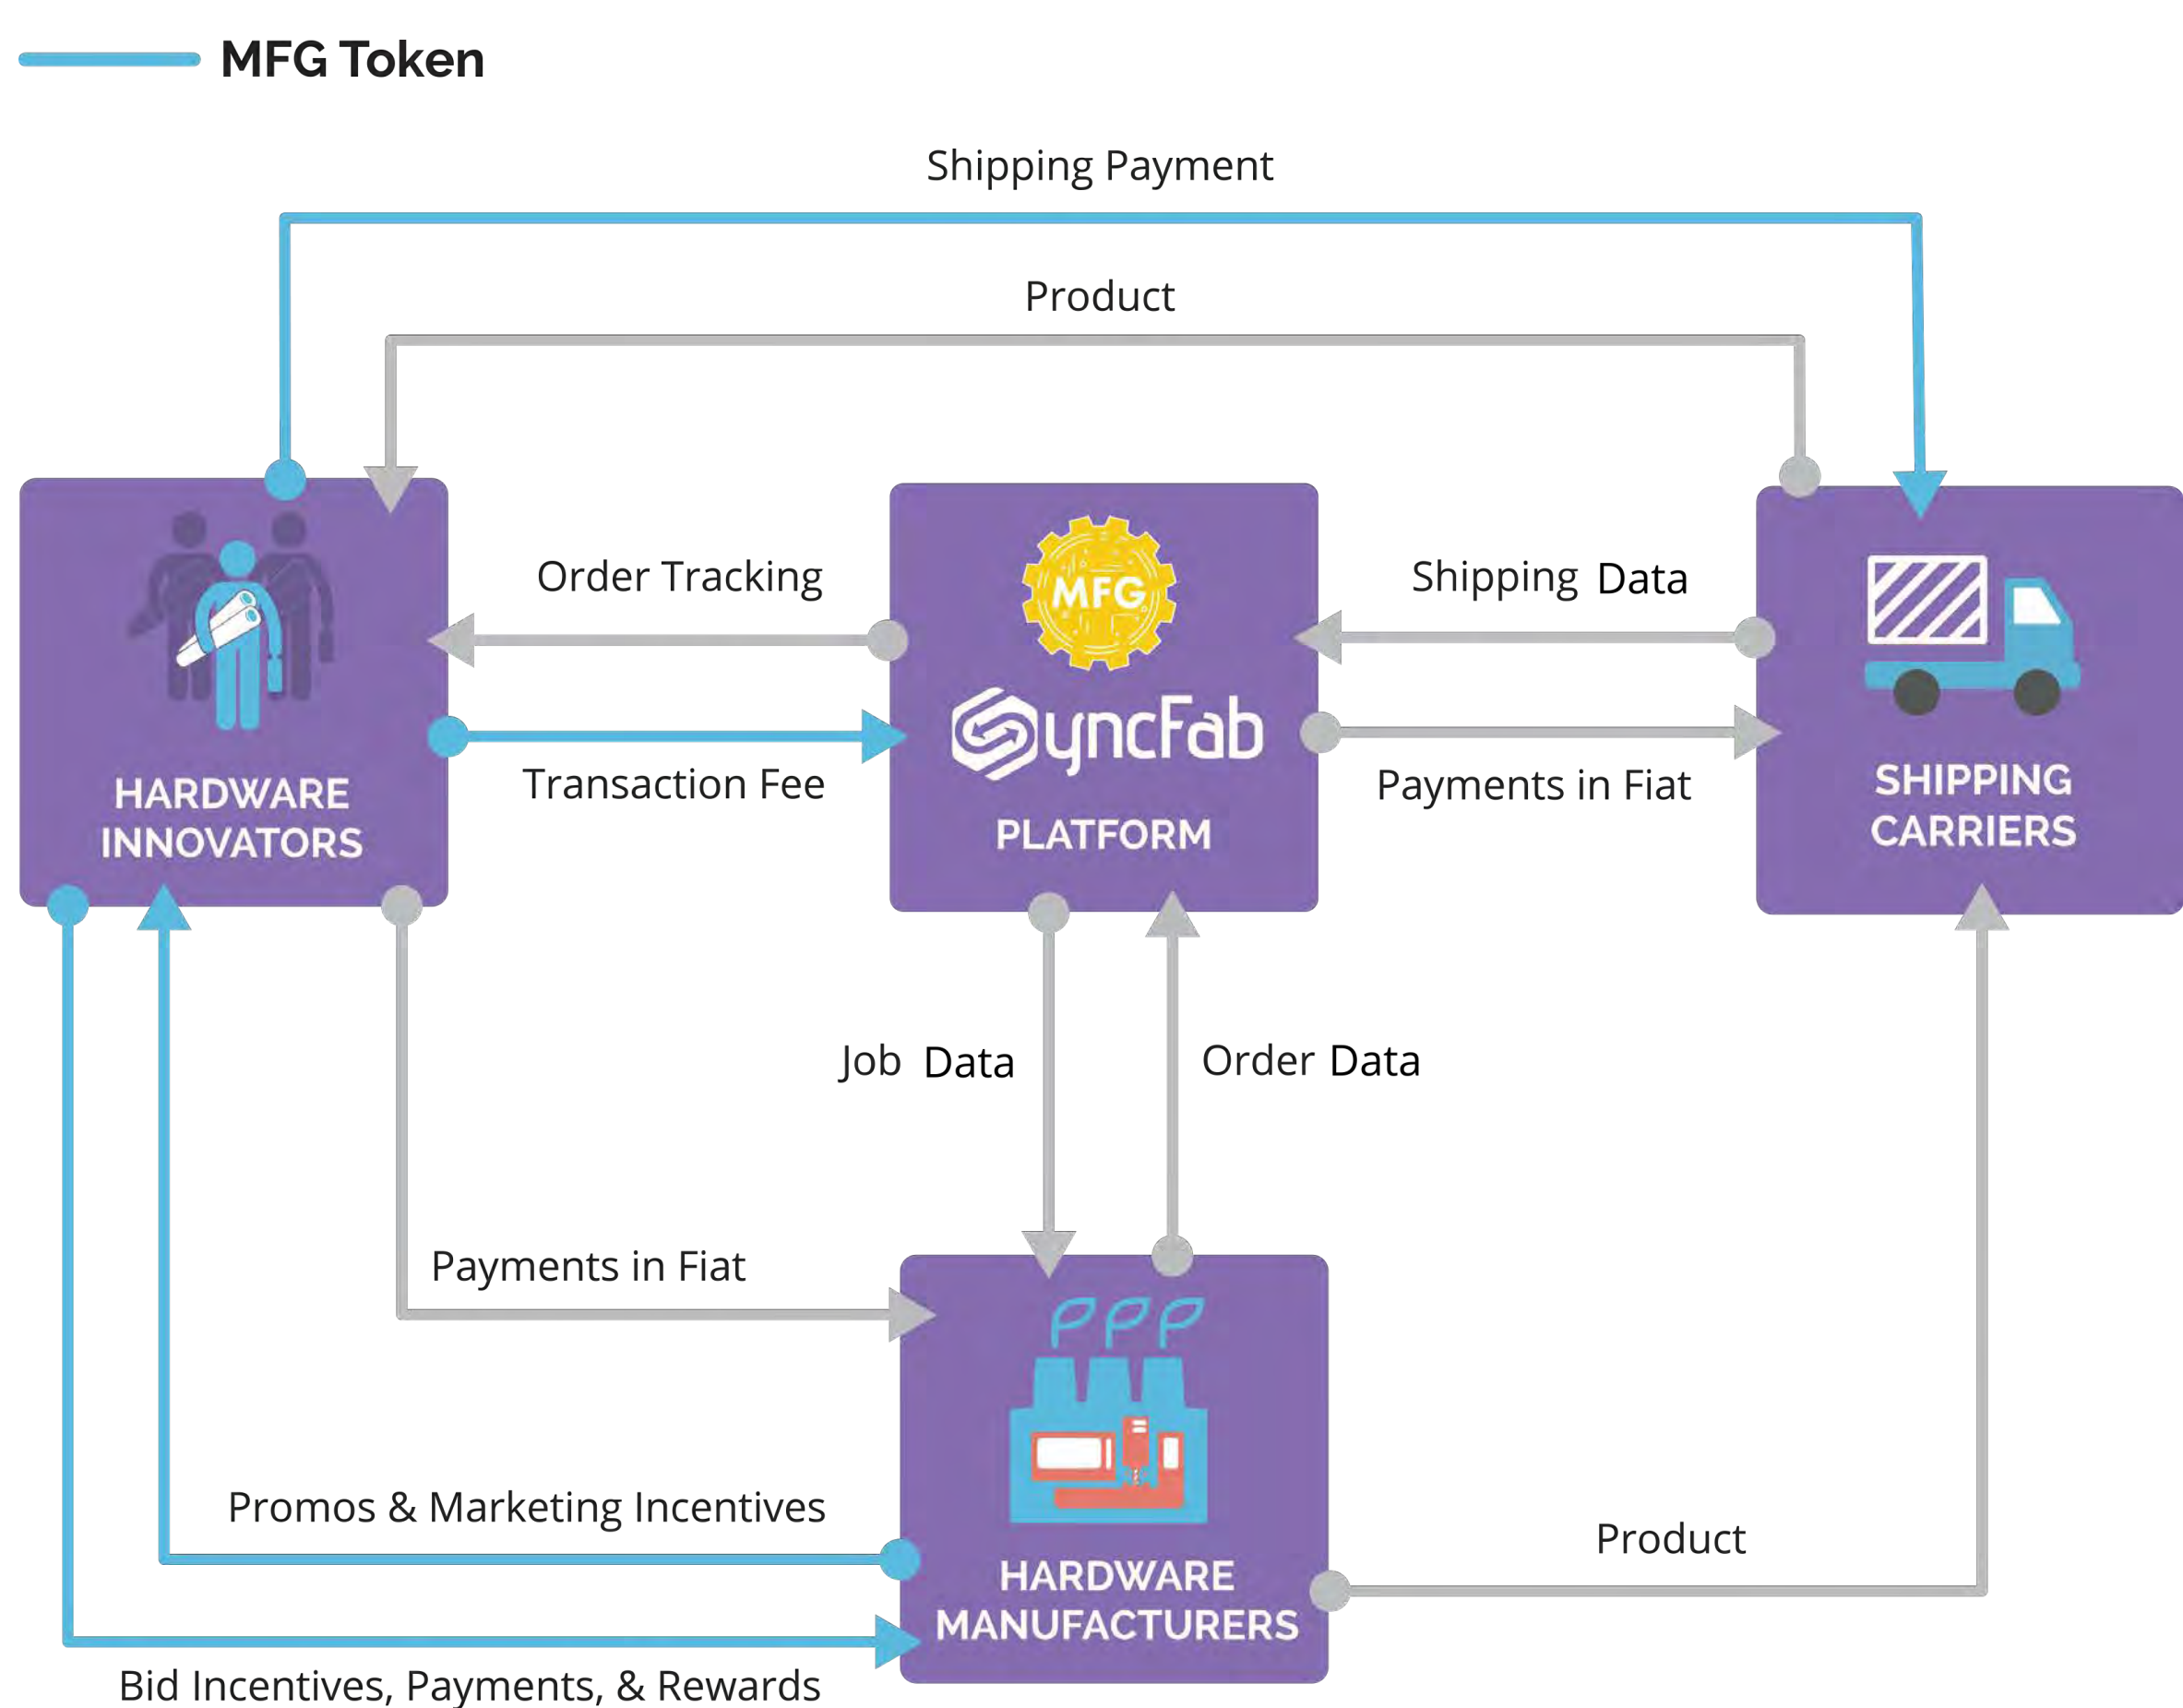 MFG Token
Shipping Payment
Product
Order Tracking
Transaction Fee
MFG
SyncFab
PLATFORM
Shipping Data
Payments in Fiat
HARDWARE
INNOVATORS
SHIPPING
CARRIERS
Job Data
Order Data
Payments in Fiat
Promos & Marketing Incentives
Bid Incentives, Payments, & Rewards
HARDWARE
MANUFACTURERS
Product